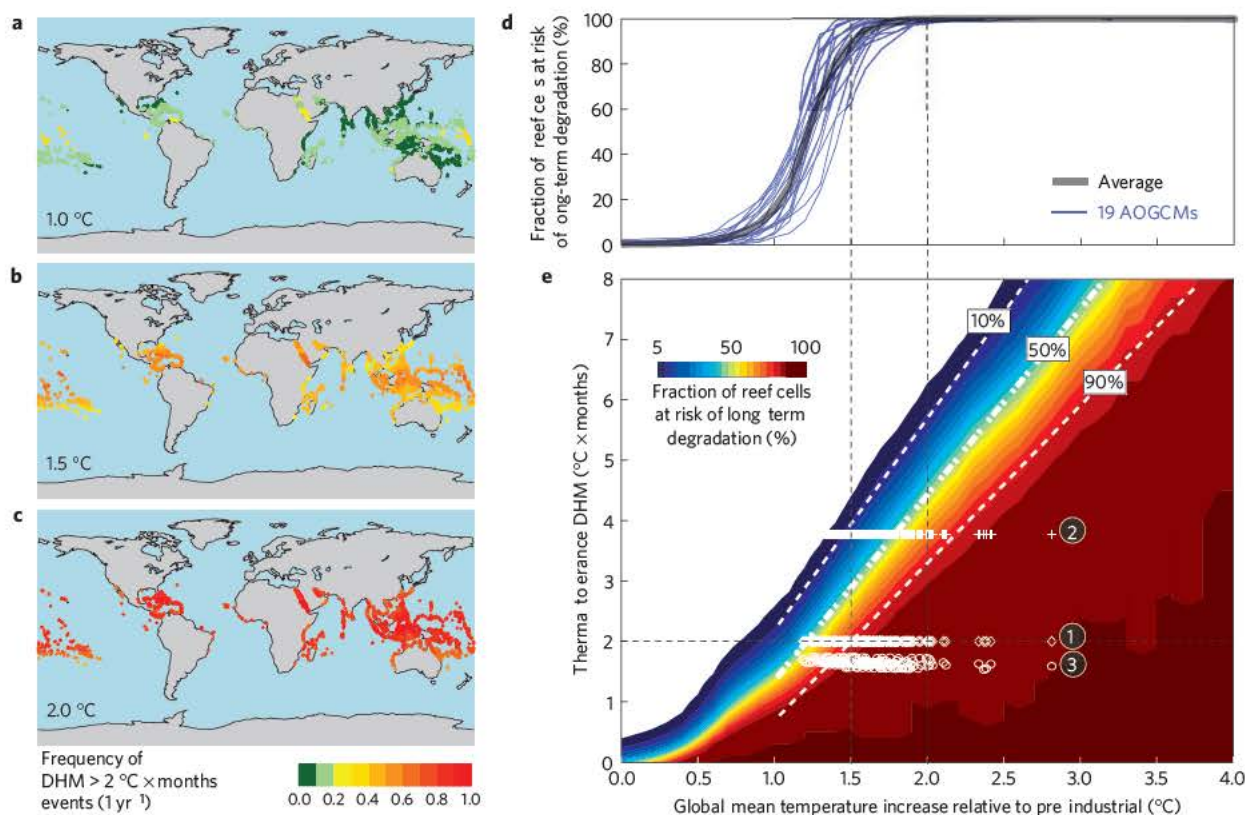 a
1.0 °C
b
1.5 °C
c
2.0 °C
Frequency of
DHM > 2 °C × months
events (1 yr ¹)
0.0 0.2 0.4 0.6 0.8 1.0
d
Fraction of reef ce s at risk
of ong-term degradation (%)
100
80
60
40
20
0
Average
19 AOGCMs
e
Therma to erance DHM (°C × months)
8
7
6
5
4
3
2
1
0
5 50 100
Fraction of reef cells
at risk of long term
degradation (%)
10%
50%
90%
2
1
3
0.0 0.5 1.0 1.5 2.0 2.5 3.0 3.5 4.0
Global mean temperature increase relative to pre industrial (°C)